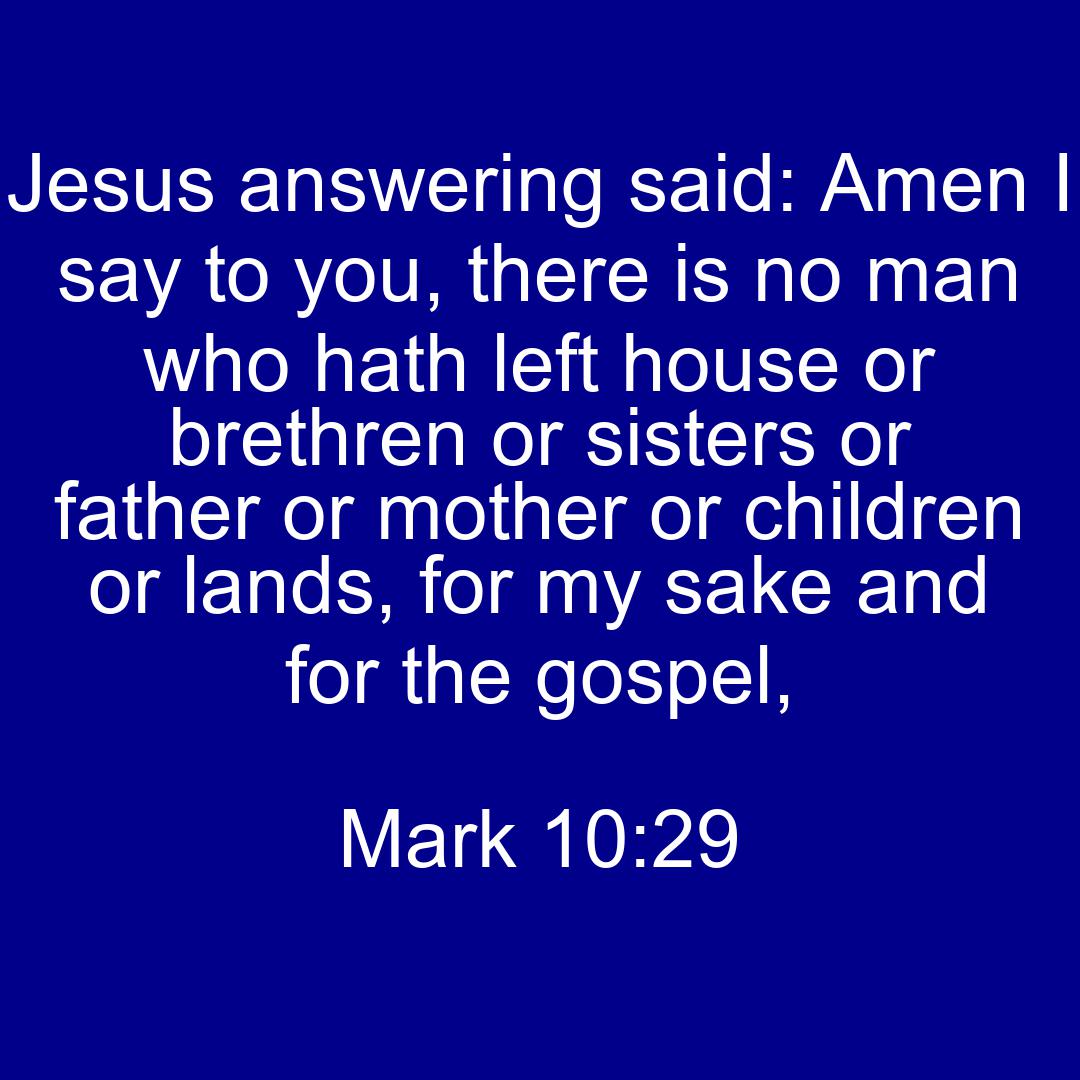 Jesus answering said: Amen I
say to you, there is no man
who hath left house or
brethren or sisters or
father or mother or children
or lands, for my sake and
for the gospel,
Mark 10:29